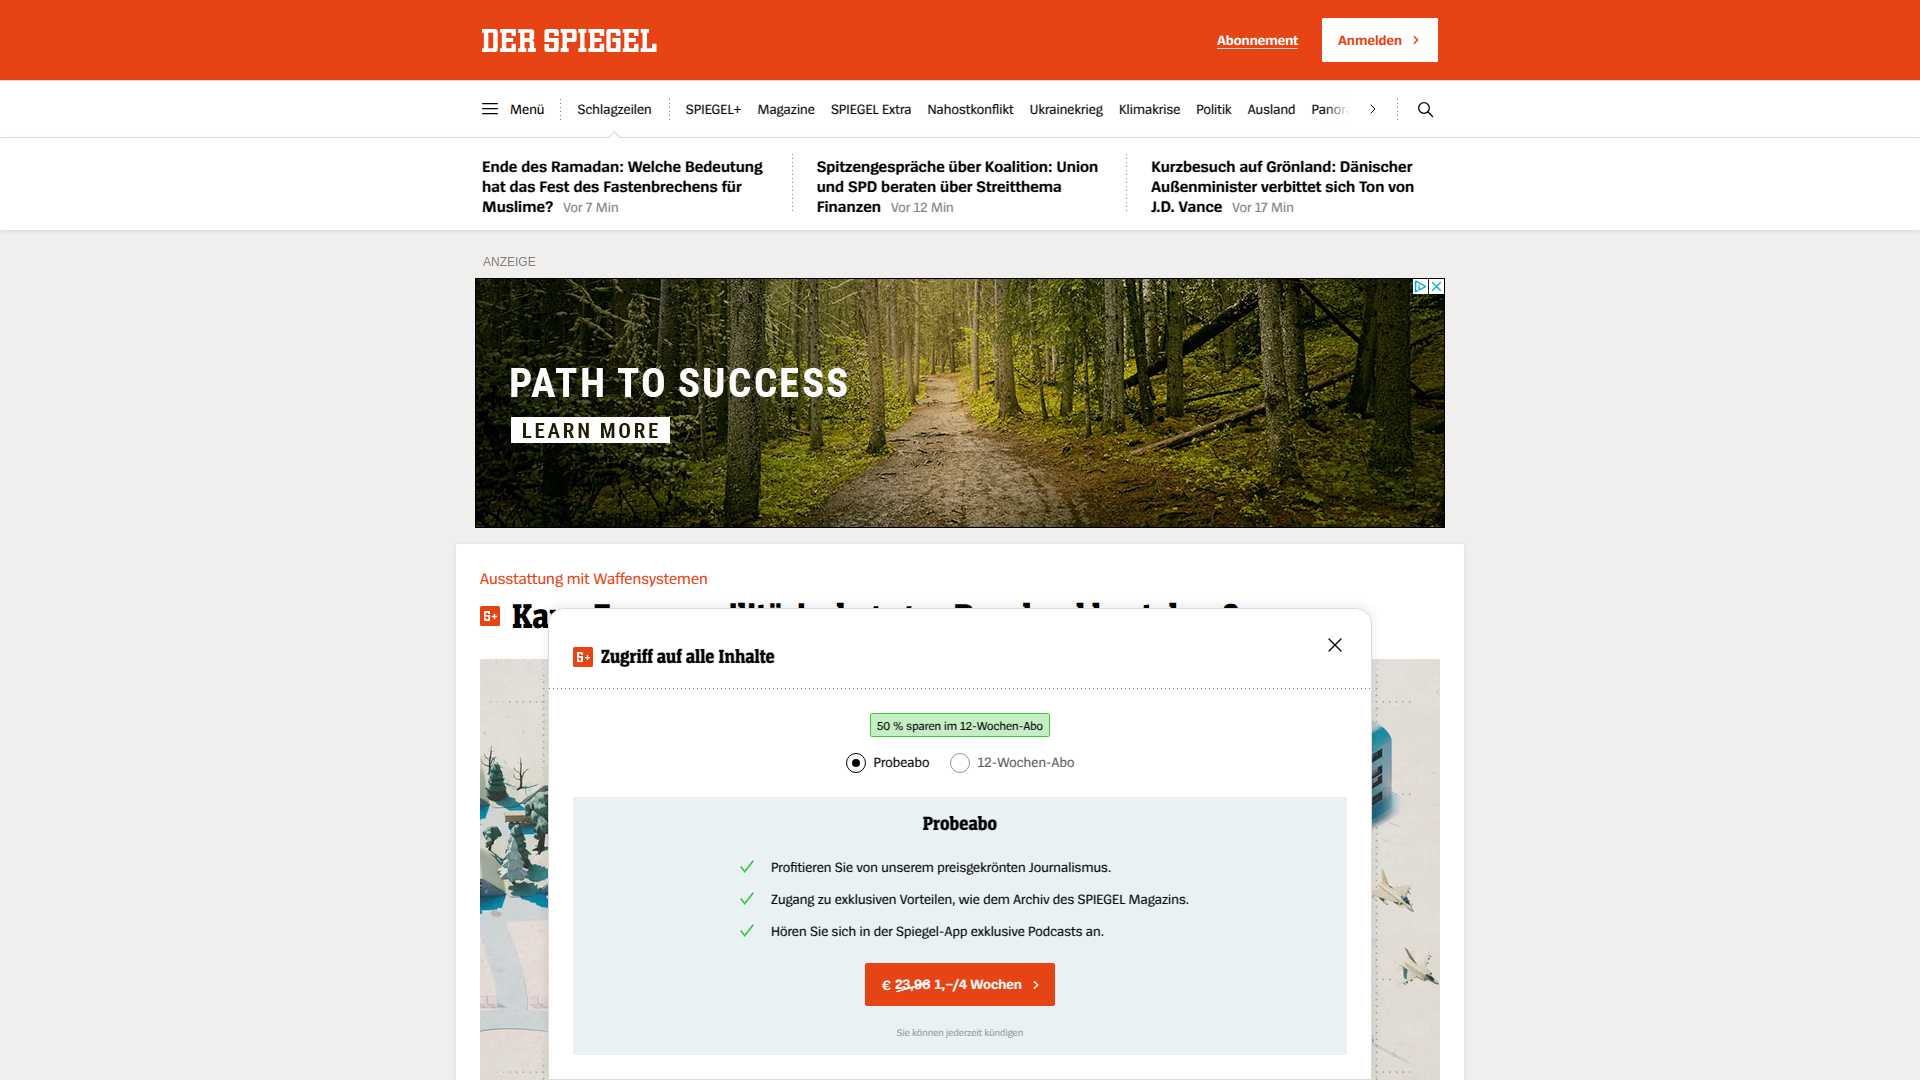 DER SPIEGEL
Abonnement
Anmelden
Menü
Schlagzeilen
SPIEGEL+
Magazine
SPIEGEL Extra
Nahostkonflikt
Ukrainekrieg
Klimakrise
Politik
Ausland
Ende des Ramadan: Welche Bedeutung
hat das Fest des Fastenbrechens für
Muslime? Vor 7 Min
Spitzengespräche über Koalition: Union
und SPD beraten über Streitthema
Finanzen Vor 12 Min
Kurzbesuch auf Grönland: Dänischer
Außenminister verbittet sich Ton von
J.D. Vance Vor 17 Min
ANZEIGE
PATH TO SUCCESS
LEARN MORE
Ausstattung mit Waffensystemen
Zugriff auf alle Inhalte
50 % sparen im 12-Wochen-Abo
Probeabo
12-Wochen-Abo
Probeabo
Profitieren Sie von unserem preisgekrönten Journalismus.
Zugang zu exklusiven Vorteilen, wie dem Archiv des SPIEGEL Magazins.
Hören Sie sich in der Spiegel-App exklusive Podcasts an.
€ 23,96 1,–/4 Wochen
Sie können jederzeit kündigen